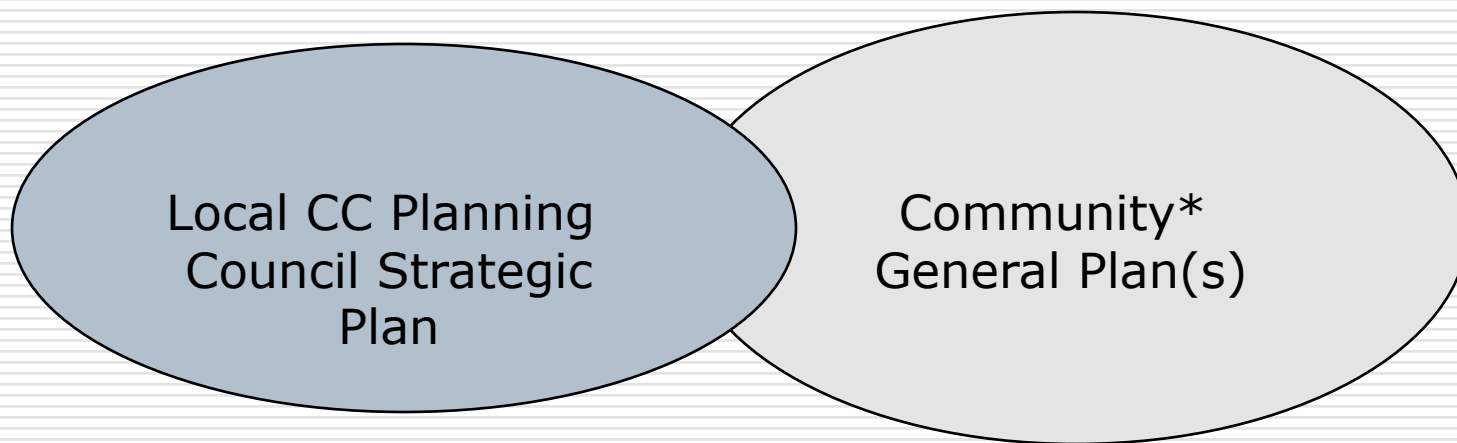 Local CC Planning
Council Strategic
Plan
Community*
General Plan(s)